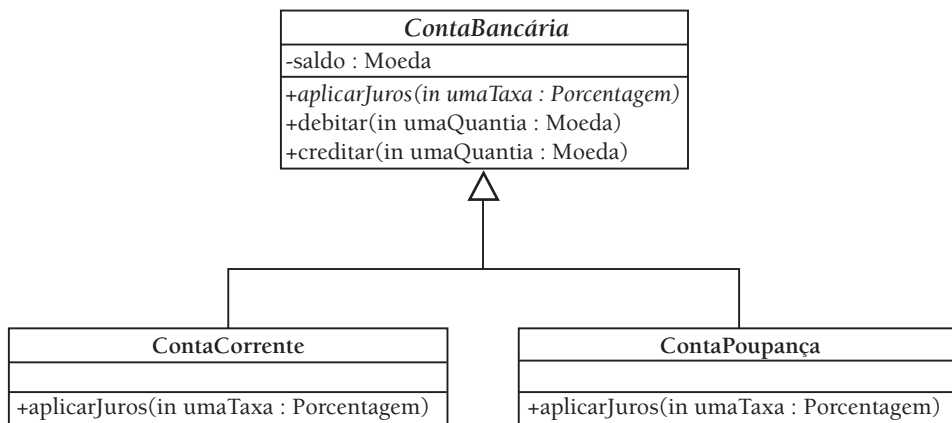 ContaBancária
-saldo : Moeda
+aplicarJuros(in umaTaxa : Porcentagem)
+debitar(in umaQuantia : Moeda)
+creditar(in umaQuantia : Moeda)
ContaCorrente
+aplicarJuros(in umaTaxa : Porcentagem)
ContaPoupança
+aplicarJuros(in umaTaxa : Porcentagem)